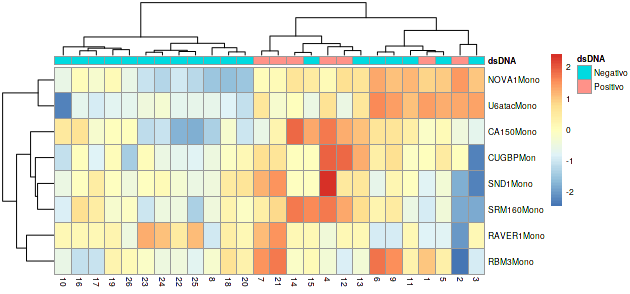 dsDNA
NOVA1Mono
U6atacMono
CA150Mono
CUGBPMon
SND1Mono
SRM160Mono
RAVER1Mono
RBM3Mono
10 16 17 19 26 23 24 22 25 8 18 20 7 21 14 15 4 12 13 6 9 11 1 5 2 3
2
1
0
-1
-2
dsDNA
Negativo
Positivo